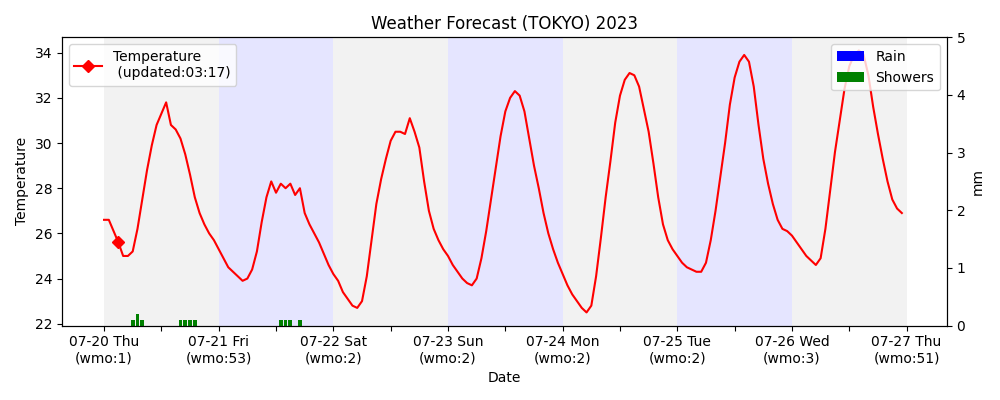 Weather Forecast (TOKYO) 2023
Temperature
(updated:03:17)
Rain
Showers
Temperature
34
32
30
28
26
24
22
5
4
3
2
1
0
mm
07-20 Thu
(wmo:1)
07-21 Fri
(wmo:53)
07-22 Sat
(wmo:2)
07-23 Sun
(wmo:2)
07-24 Mon
(wmo:2)
07-25 Tue
(wmo:2)
07-26 Wed
(wmo:3)
07-27 Thu
(wmo:51)
Date